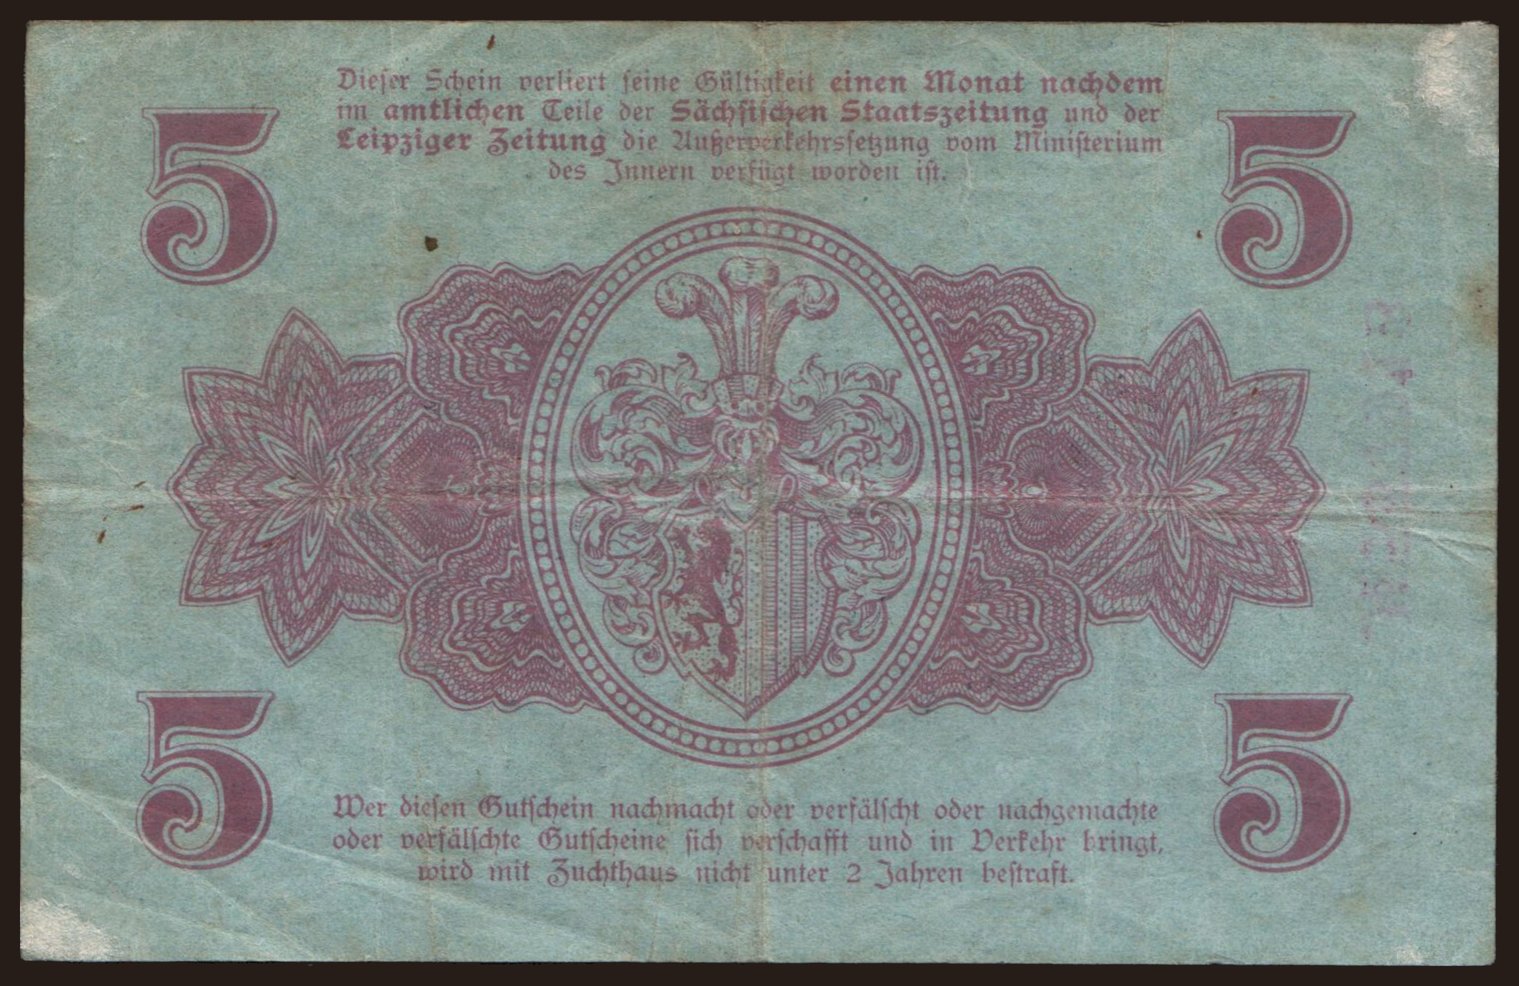 Dieser Schein verliert seine Gültigkeit einen Monat nachdem
im amtlichen Teile der Sächsischen Staatszeitung und der
Leipziger Zeitung die Außerverkehrssetzung vom Ministerium
des Innern verfügt worden ist.
5 5
5 5
Wer diesen Gutschein nachmacht oder verfälscht oder nachgemachte
oder verfälschte Gutscheine sich verschafft und in Verkehr bringt,
wird mit Zuchthaus nicht unter 2 Jahren bestraft.